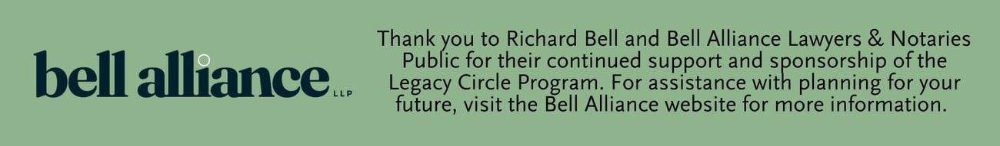 bell alliance LLP
Thank you to Richard Bell and Bell Alliance Lawyers & Notaries
Public for their continued support and sponsorship of the
Legacy Circle Program. For assistance with planning for your
future, visit the Bell Alliance website for more information.